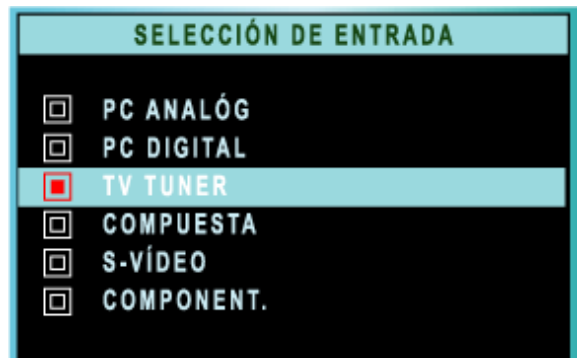 SELECCIÓN DE ENTRADA
PC ANALÓG
PC DIGITAL
TV TUNER
COMPUESTA
S-VÍDEO
COMPONENT.